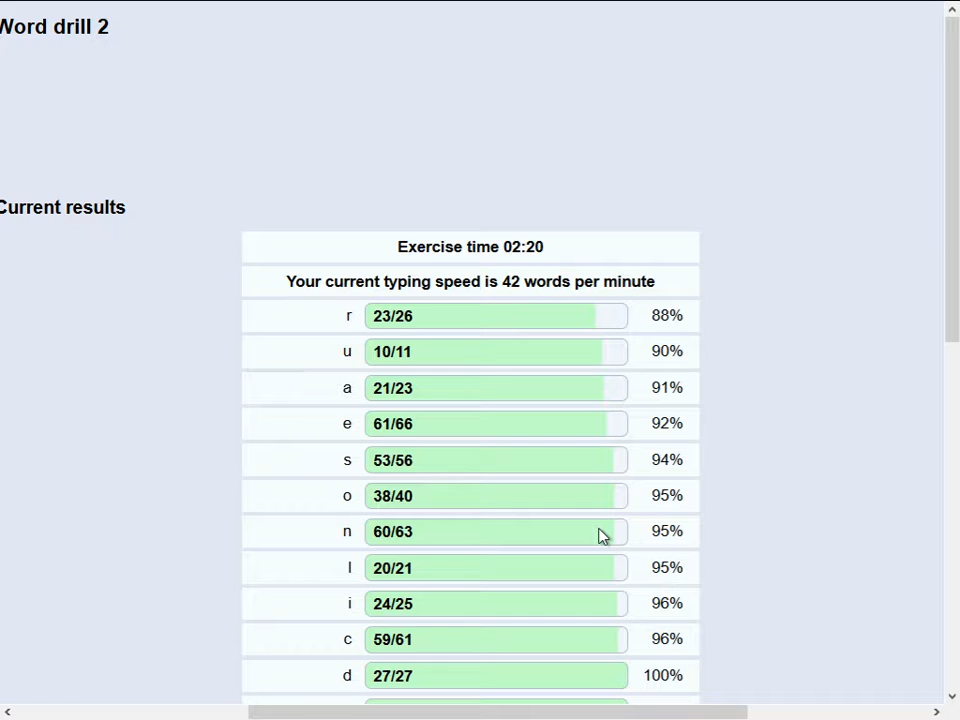 Word drill 2
Current results
Exercise time 02:20
Your current typing speed is 42 words per minute
r 23/26 88%
u 10/11 90%
a 21/23 91%
e 61/66 92%
s 53/56 94%
o 38/40 95%
n 60/63 95%
l 20/21 95%
i 24/25 96%
c 59/61 96%
d 27/27 100%